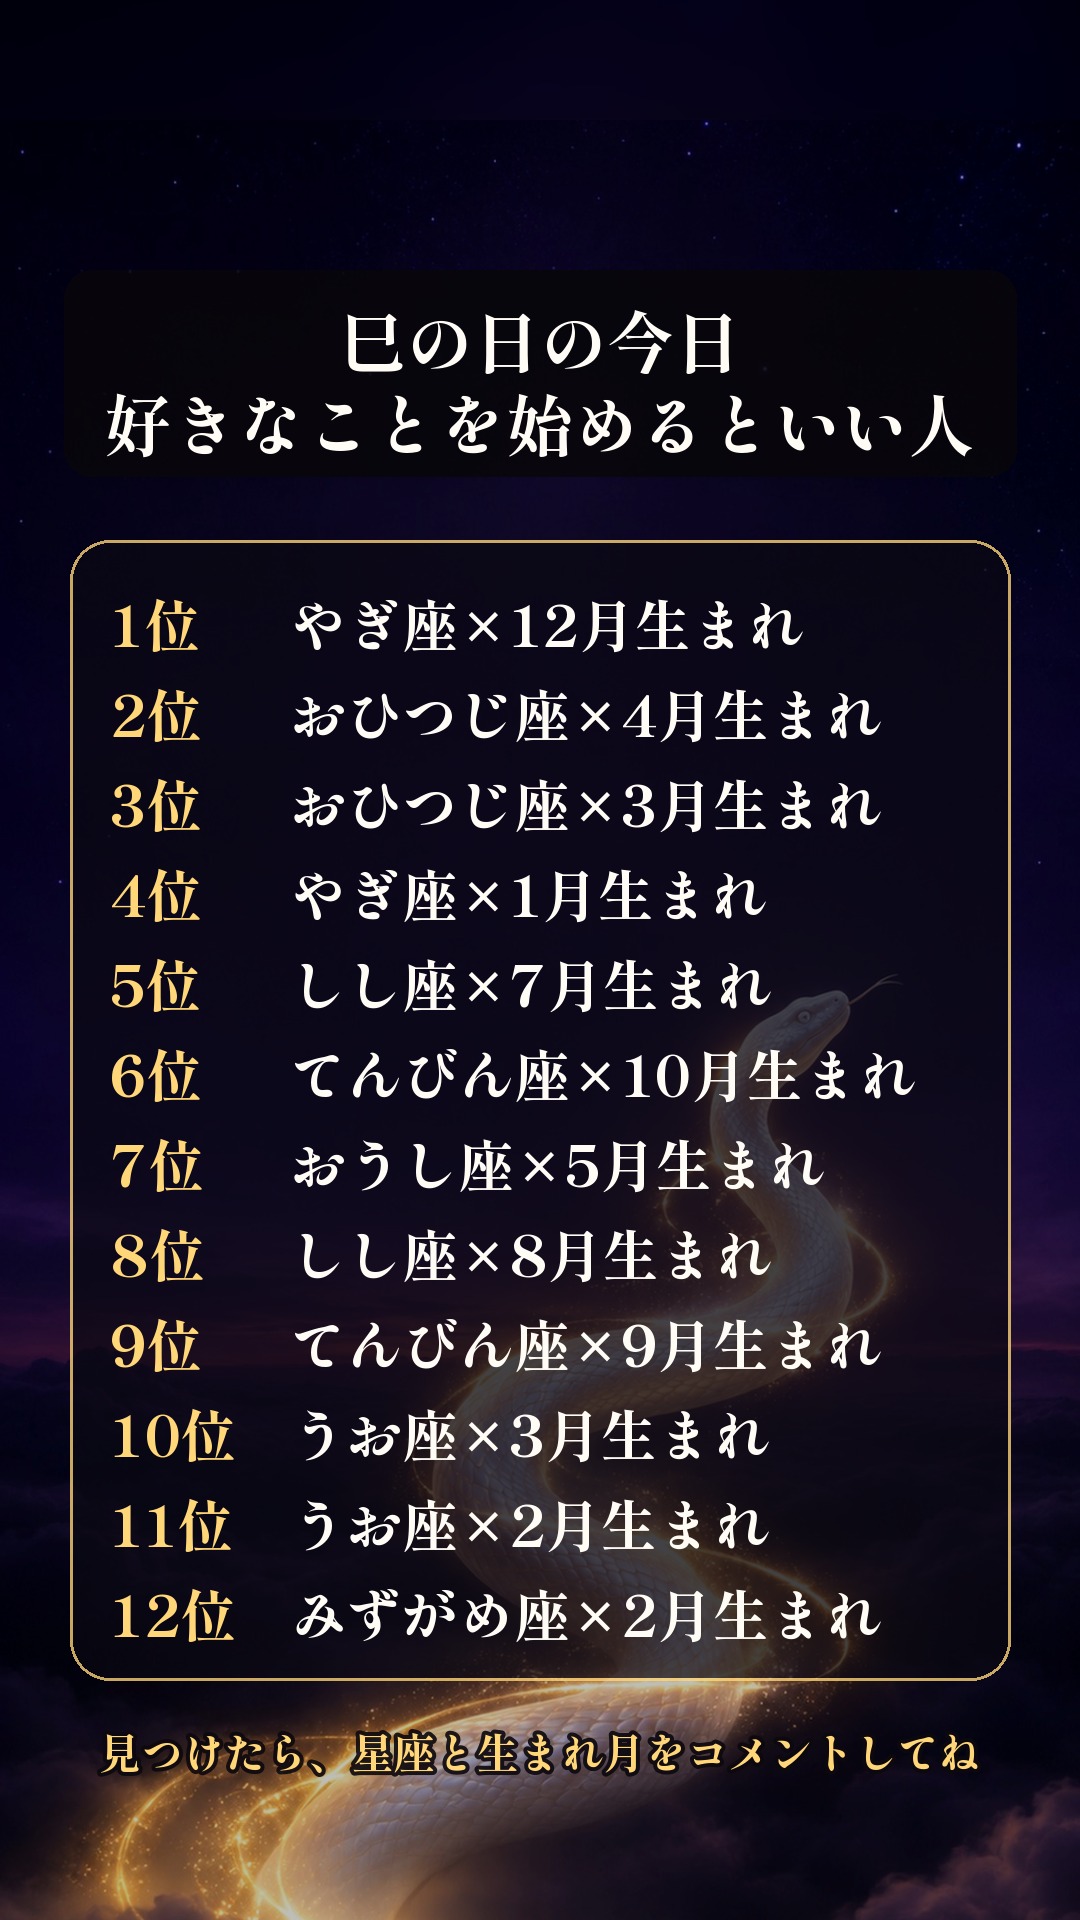 巳の日の今日
好きなことを始めるといい人
1位 やぎ座×12月生まれ
2位 おひつじ座×4月生まれ
3位 おひつじ座×3月生まれ
4位 やぎ座×1月生まれ
5位 しし座×7月生まれ
6位 てんびん座×10月生まれ
7位 おうし座×5月生まれ
8位 しし座×8月生まれ
9位 てんびん座×9月生まれ
10位 うお座×3月生まれ
11位 うお座×2月生まれ
12位 みずがめ座×2月生まれ
見つけたら、星座と生まれ月をコメントしてね